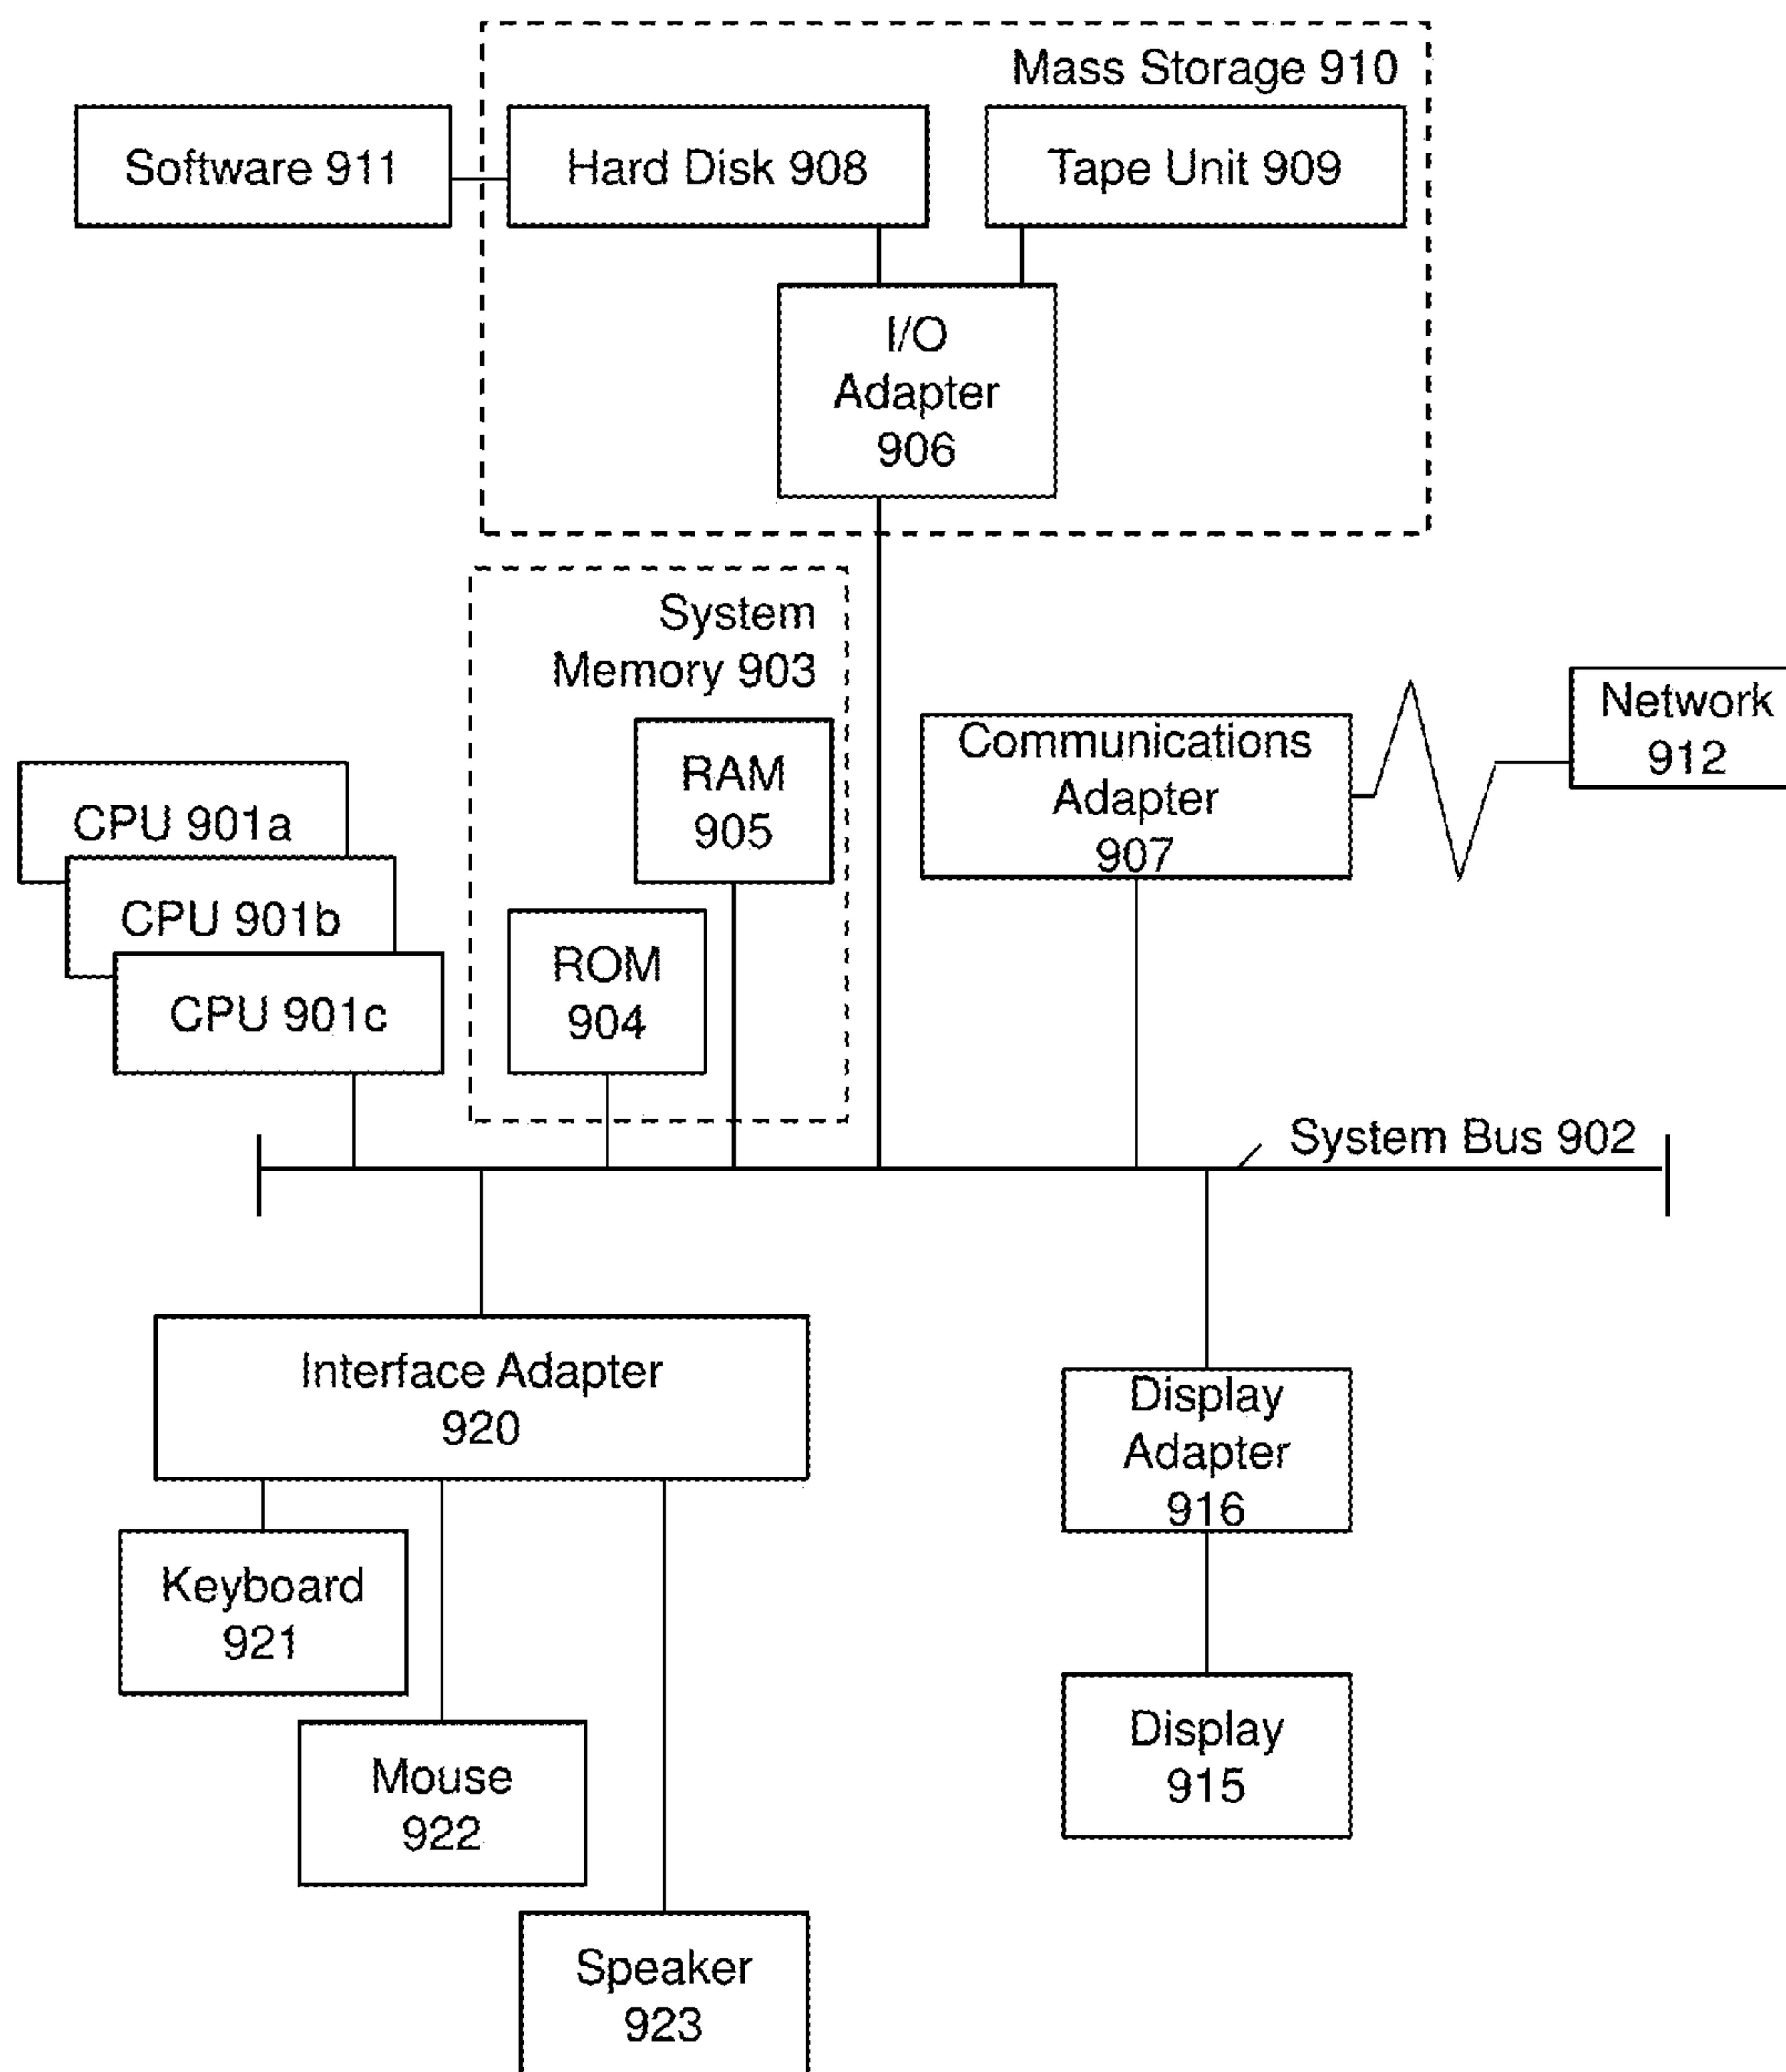 Mass Storage 910
Software 911
Hard Disk 908
Tape Unit 909
I/O
Adapter
906
System
Memory 903
RAM
905
ROM
904
CPU 901a
CPU 901b
CPU 901c
Communications
Adapter
907
Network
912
System Bus 902
Interface Adapter
920
Keyboard
921
Mouse
922
Speaker
923
Display
Adapter
916
Display
915